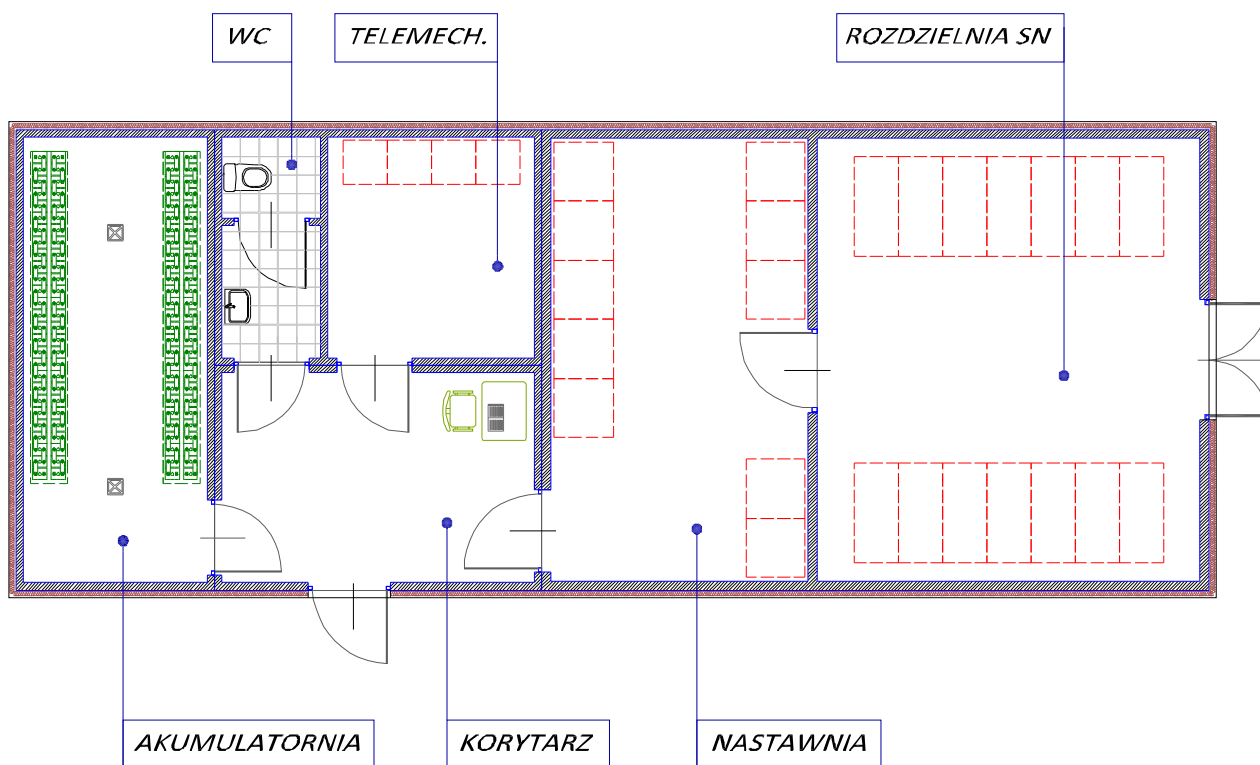 WC
TELEMECH.
ROZDZIELNIA SN
AKUMULATORNIA
KORYTARZ
NASTAWNIA